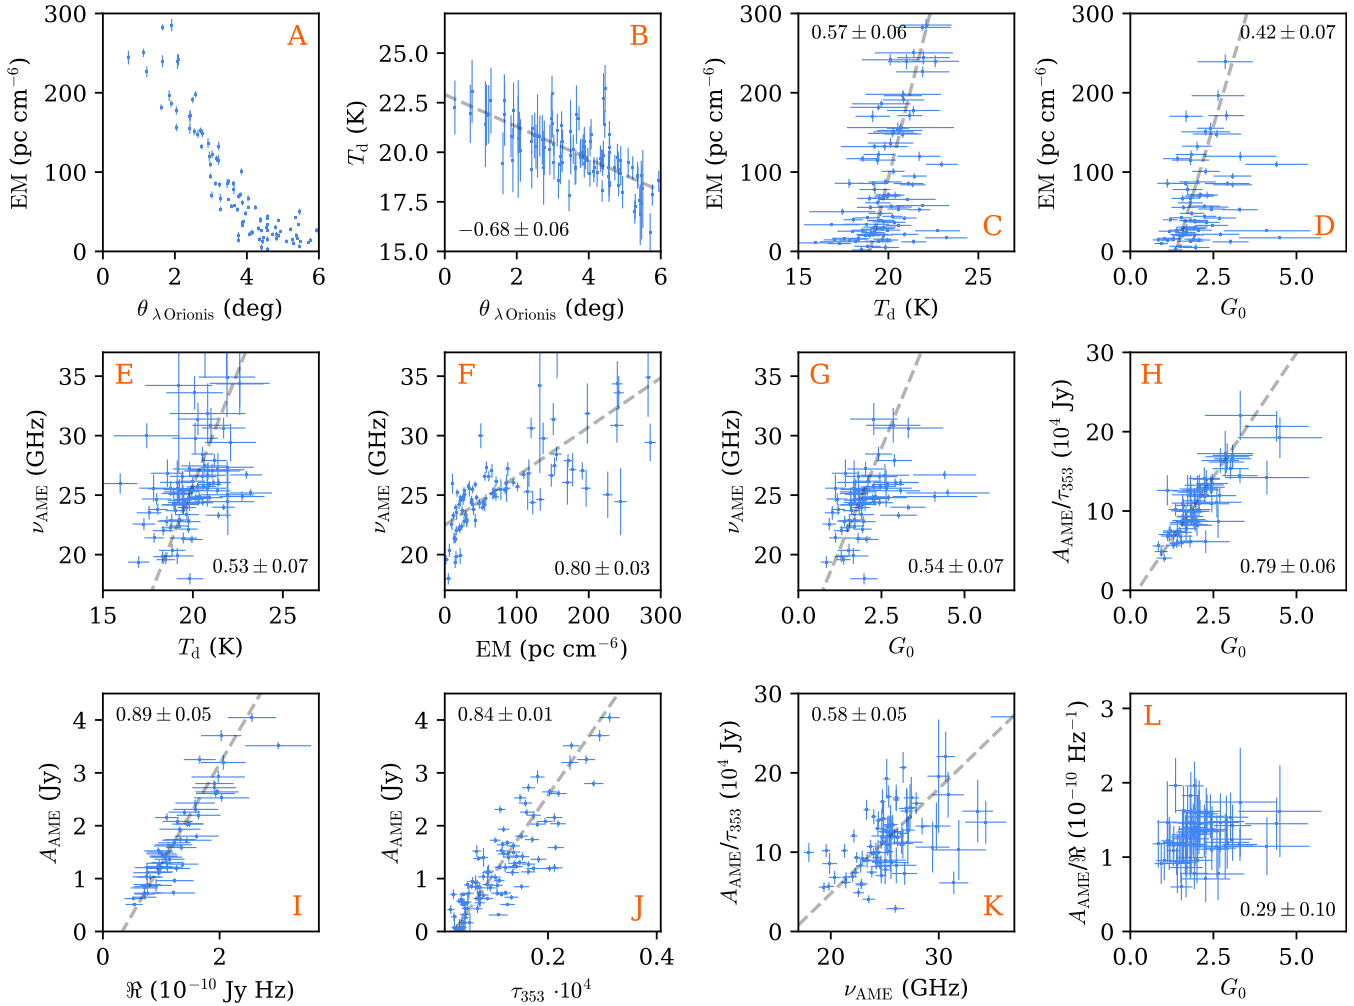 A
EM (pc cm⁻⁶)
300
200
100
0
0 2 4 6
θ λ Orionis (deg)
B
T_d (K)
25.0
22.5
20.0
17.5
15.0
−0.68 ± 0.06
0 2 4 6
θ λ Orionis (deg)
C
0.57 ± 0.06
EM (pc cm⁻⁶)
300
200
100
0
15 20 25
T_d (K)
D
0.42 ± 0.07
EM (pc cm⁻⁶)
300
200
100
0
0.0 2.5 5.0
G₀
E
ν_AME (GHz)
35
30
25
20
0.53 ± 0.07
15 20 25
T_d (K)
F
ν_AME (GHz)
35
30
25
20
0.80 ± 0.03
0 100 200 300
EM (pc cm⁻⁶)
G
ν_AME (GHz)
35
30
25
20
0.54 ± 0.07
0.0 2.5 5.0
G₀
H
A_AME/τ₃₅₃ (10⁴ Jy)
30
20
10
0
0.79 ± 0.06
0.0 2.5 5.0
G₀
0.89 ± 0.05
I
A_AME (Jy)
4
3
2
1
0
0 2
ℜ (10⁻¹⁰ Jy Hz)
0.84 ± 0.01
J
A_AME (Jy)
4
3
2
1
0
0.2 0.4
τ₃₅₃ ·10⁴
0.58 ± 0.05
K
A_AME/τ₃₅₃ (10⁴ Jy)
30
20
10
0
20 30
ν_AME (GHz)
L
A_AME/ℜ (10⁻¹⁰ Hz⁻¹)
3
2
1
0
0.29 ± 0.10
0.0 2.5 5.0
G₀